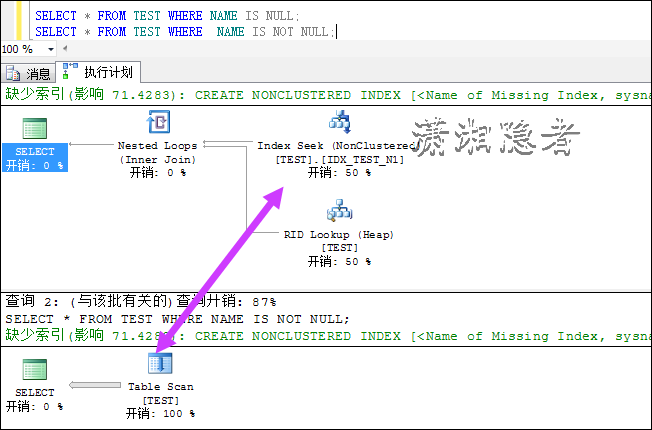 SELECT * FROM TEST WHERE NAME IS NULL;
SELECT * FROM TEST WHERE  NAME IS NOT NULL;
100 %
消息
执行计划
缺少索引(影响 71.4283): CREATE NONCLUSTERED INDEX [<Name of Missing Index, sysna
SELECT
开销: 0 %
Nested Loops
(Inner Join)
开销: 0 %
Index Seek (NonClustered)
[TEST].[IDX_TEST_N1]
开销: 50 %
潇湘隐者
RID Lookup (Heap)
[TEST]
开销: 50 %
查询 2: (与该批有关的)查询开销: 87%
SELECT * FROM TEST WHERE NAME IS NOT NULL;
缺少索引(影响 71.4283): CREATE NONCLUSTERED INDEX [<Name of Missing Index, sysna
SELECT
开销: 0 %
Table Scan
[TEST]
开销: 100 %